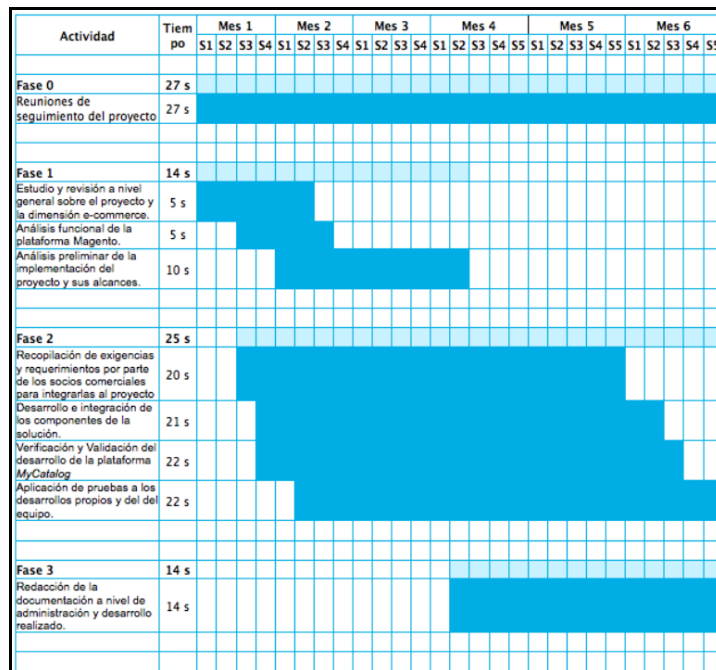 Actividad Tiem Mes 1 Mes 2 Mes 3 Mes 4 Mes 5 Mes 6
po S1 S2 S3 S4 S1 S2 S3 S4 S1 S2 S3 S4 S1 S2 S3 S4 S5 S1 S2 S3 S4 S5 S1 S2 S3 S4 S5
Fase 0 27 s
Reuniones de
seguimiento del proyecto 27 s
Fase 1 14 s
Estudio y revisión a nivel
general sobre el proyecto y 5 s
la dimensión e-commerce.
Análisis funcional de la
plataforma Magento. 5 s
Análisis preliminar de la
implementación del 10 s
proyecto y sus alcances.
Fase 2 25 s
Recopilación de exigencias
y requerimientos por parte
de los socios comerciales 20 s
para integrarlas al proyecto
Desarrollo e integración de
los componentes de la 21 s
solución.
Verificación y Validación del
desarrollo de la plataforma 22 s
MyCatalog
Aplicación de pruebas a los
desarrollos propios y del del 22 s
equipo.
Fase 3 14 s
Redacción de la
documentación a nivel de
administración y desarrollo 14 s
realizado.